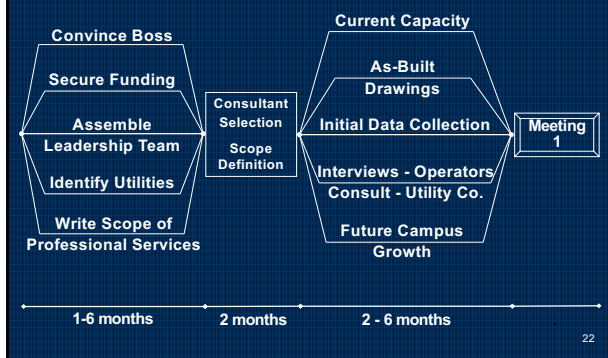 Convince Boss
Secure Funding
Assemble
Leadership Team
Identify Utilities
Write Scope of
Professional Services
Consultant
Selection
Scope
Definition
Current Capacity
As-Built
Drawings
Initial Data Collection
Interviews - Operators
Consult - Utility Co.
Future Campus
Growth
Meeting
1
1-6 months
2 months
2 - 6 months
22